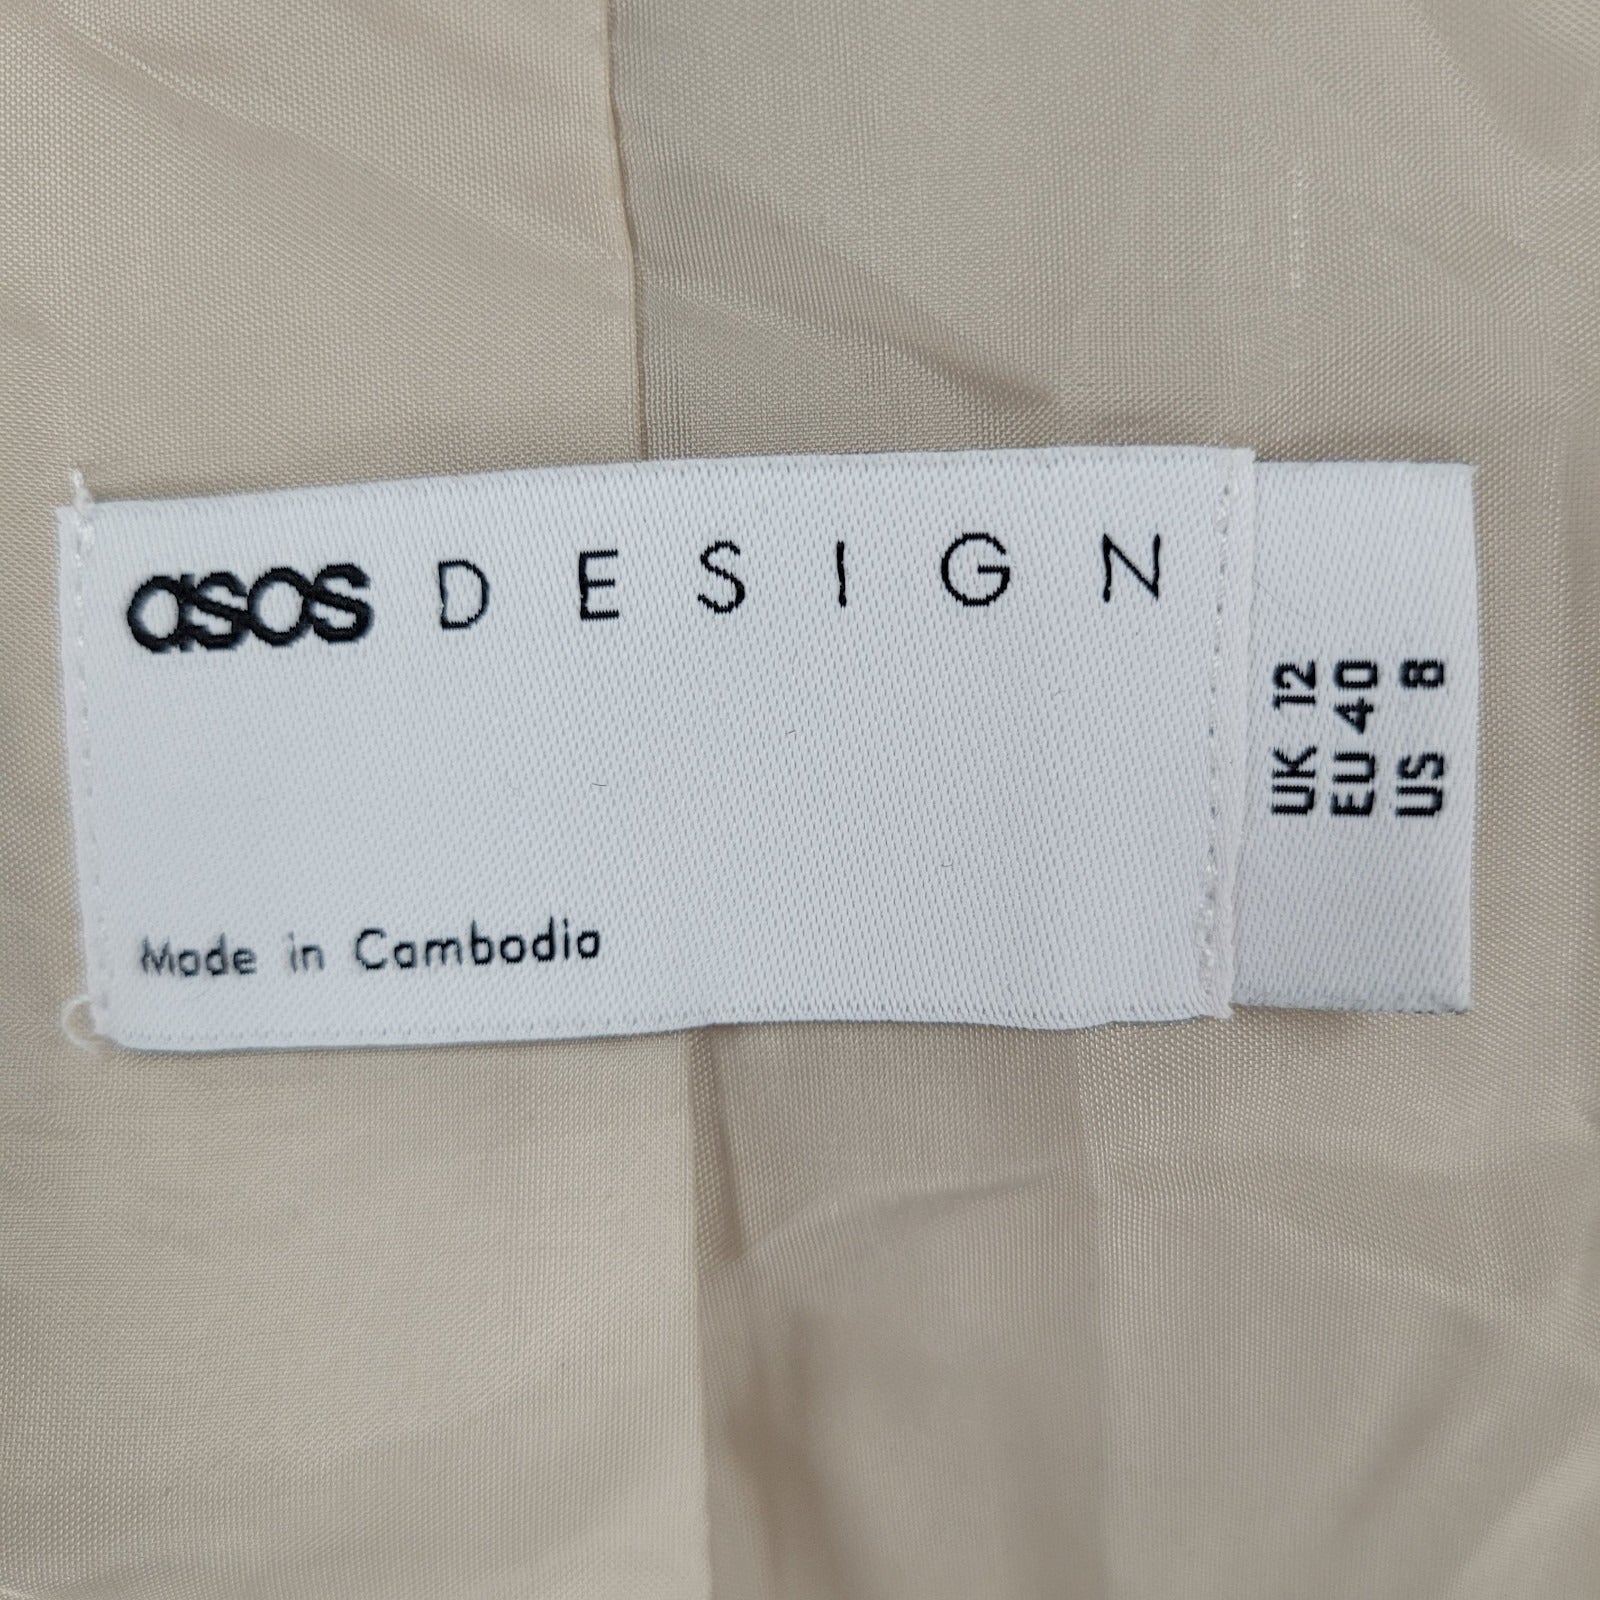 asos DESIGN
Made in Cambodia
UK 12
EU 40
US 8